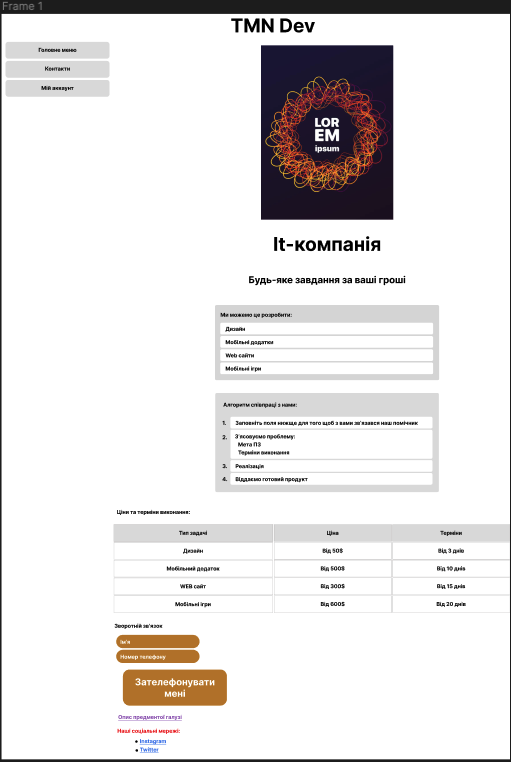 Frame 1
TMN Dev
Головне меню
Контакти
Мій аккаунт
LOR
EM
ipsum
It-компанія
Будь-яке завдання за ваші гроші
Ми можемо це розробити:
Дизайн
Мобільні додатки
Web сайти
Мобільні ігри
Алгоритм співпраці з нами:
1. Заповніть поля нижще для того щоб з вами зв'язався наш помічник
2. З'ясовуємо проблему:
Мета ПЗ
Терміни виконання
3. Реалізація
4. Віддаємо готовий продукт
Ціни та терміни виконання:
Тип задачі Ціна Терміни
Дизайн Від 50$ Від 3 днів
Мобільний додаток Від 500$ Від 10 днів
WEB сайт Від 300$ Від 15 днів
Мобільні ігри Від 600$ Від 20 днів
Зворотній зв'язок
Ім'я
Номер телефону
Зателефонувати
мені
Опис предментої галузі
Наші соціальні мережі:
Instagram
Twitter